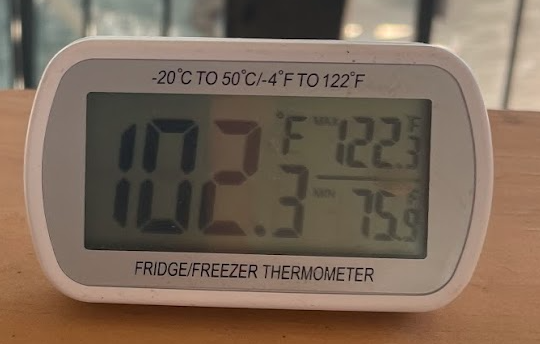 -20°C TO 50°C/-4°F TO 122°F
102.3 °F
MAX 122.3 °F
MIN 75.9 °F
FRIDGE/FREEZER THERMOMETER